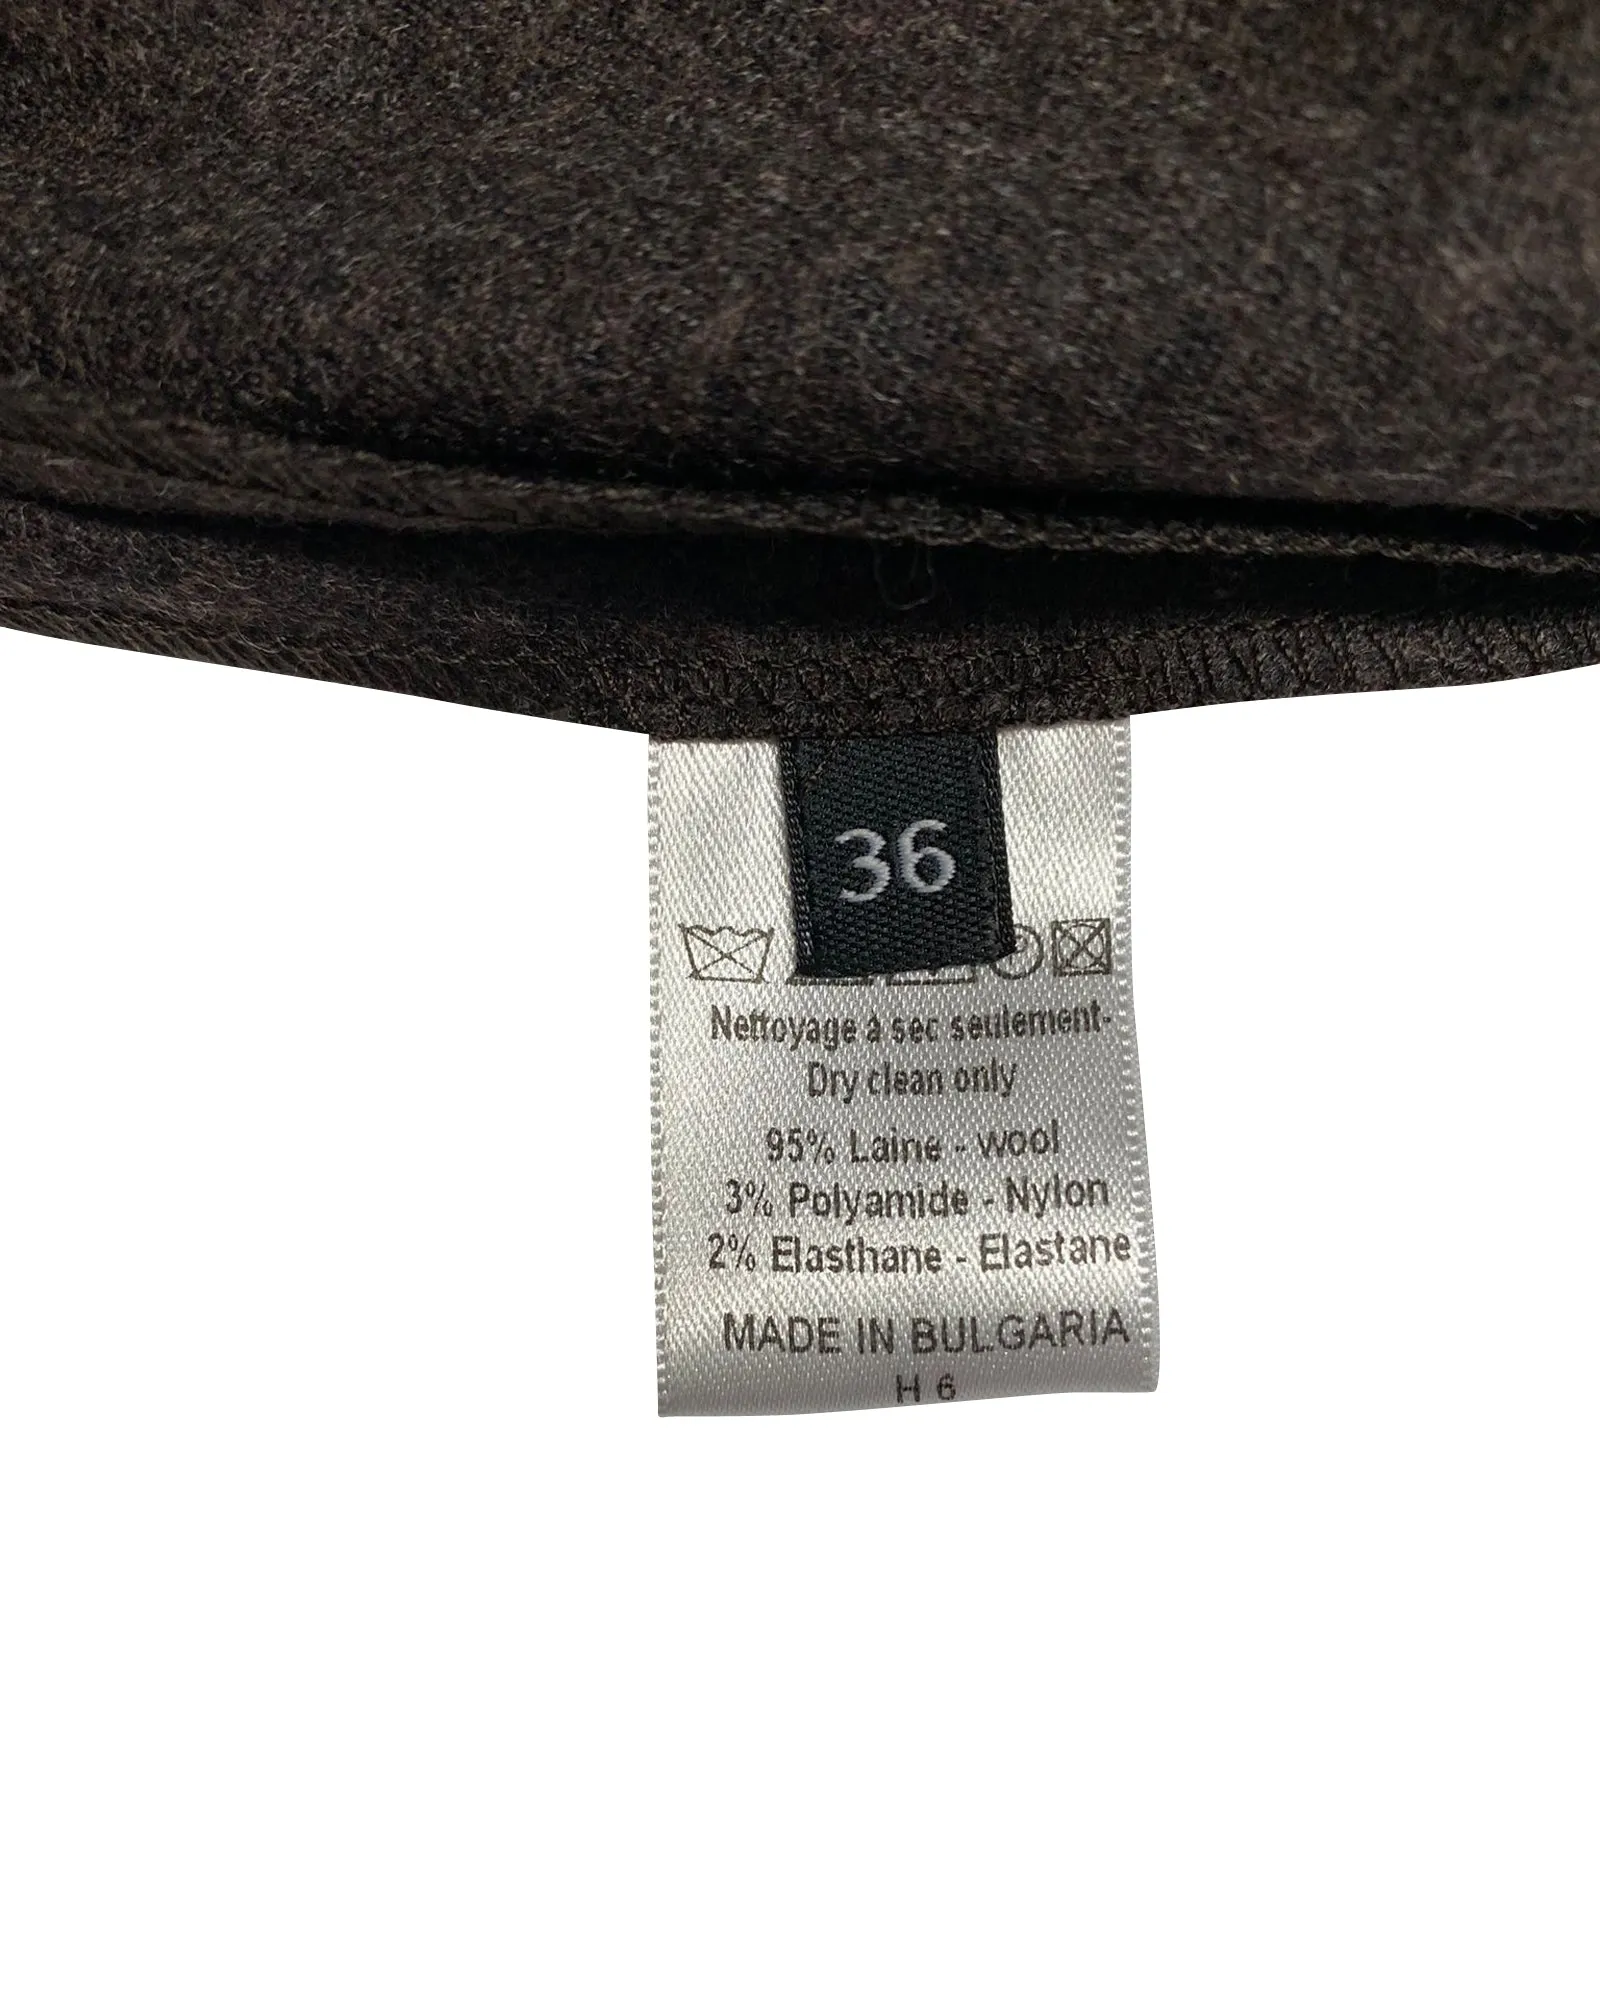 36
Nettoyage à sec seulement-
Dry clean only
95% Laine - wool
3% Polyamide - Nylon
2% Elasthane - Elastane
MADE IN BULGARIA
H 6